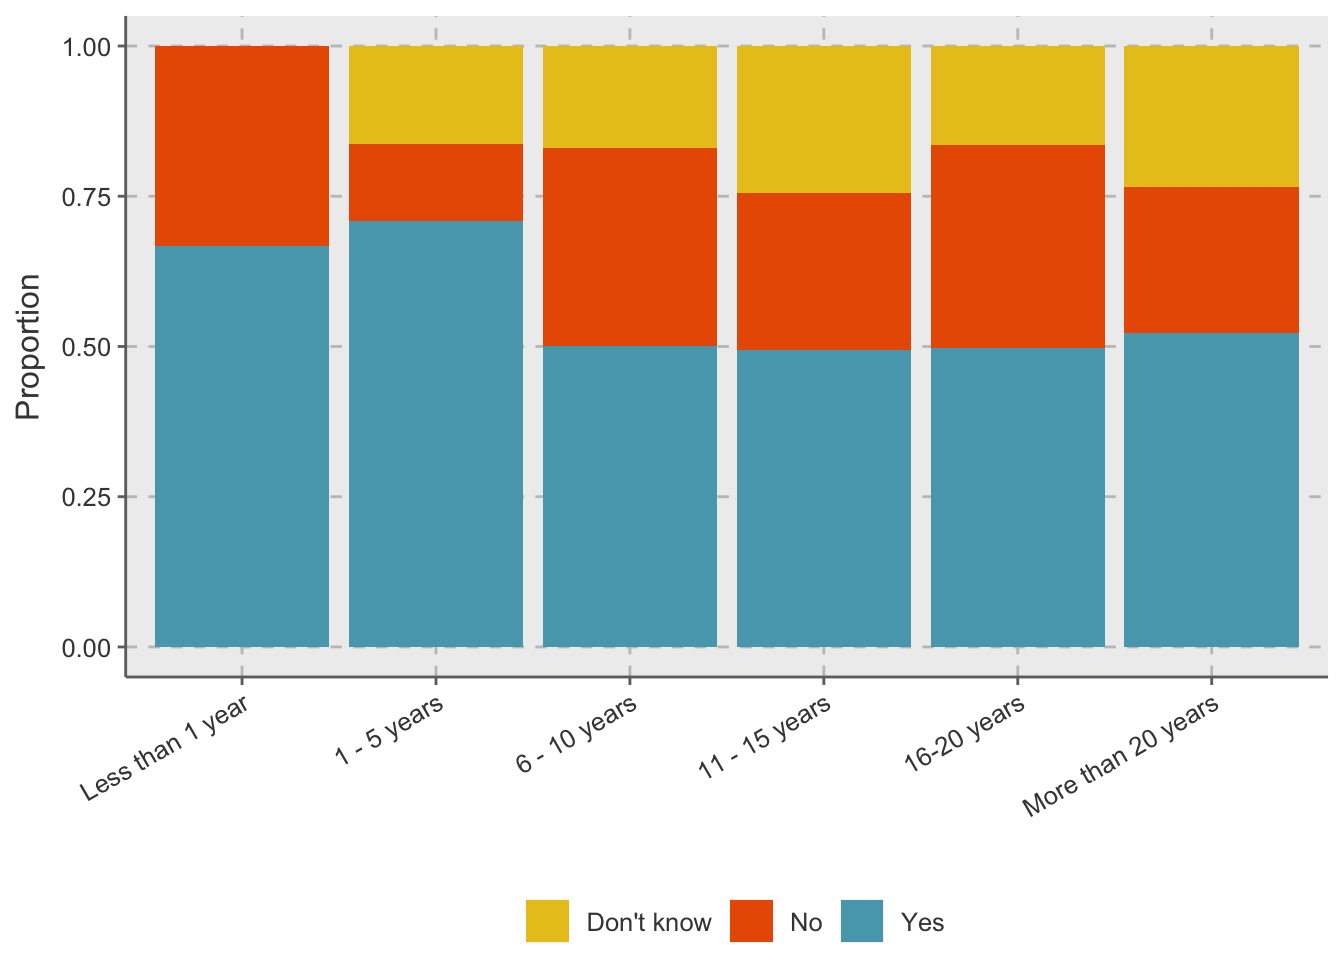 Proportion
1.00
0.75
0.50
0.25
0.00
Less than 1 year
1 - 5 years
6 - 10 years
11 - 15 years
16-20 years
More than 20 years
Don't know
No
Yes